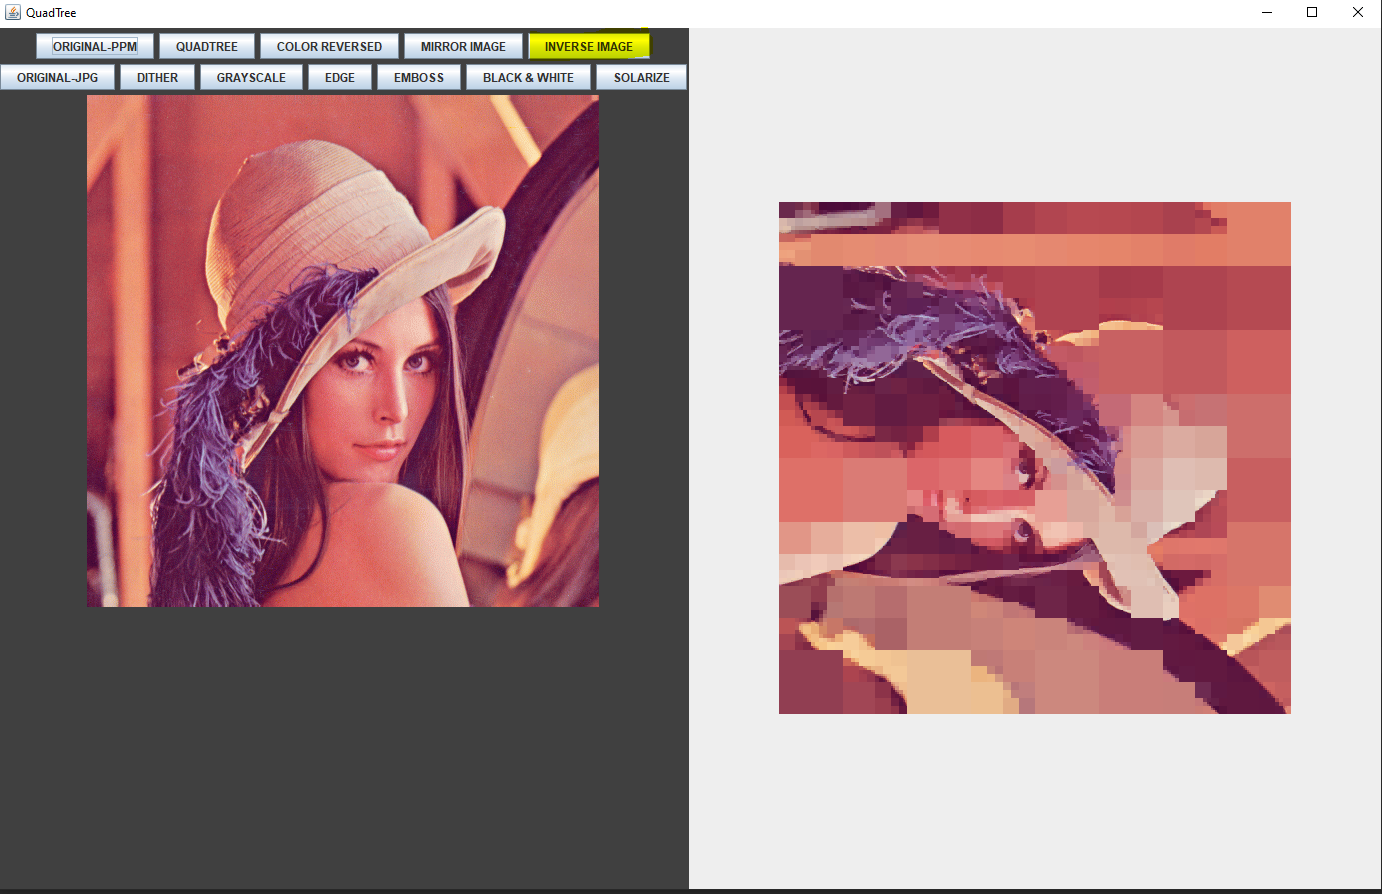 QuadTree
ORIGINAL-PPM QUADTREE COLOR REVERSED MIRROR IMAGE INVERSE IMAGE
ORIGINAL-JPG DITHER GRAYSCALE EDGE EMBOSS BLACK & WHITE SOLARIZE